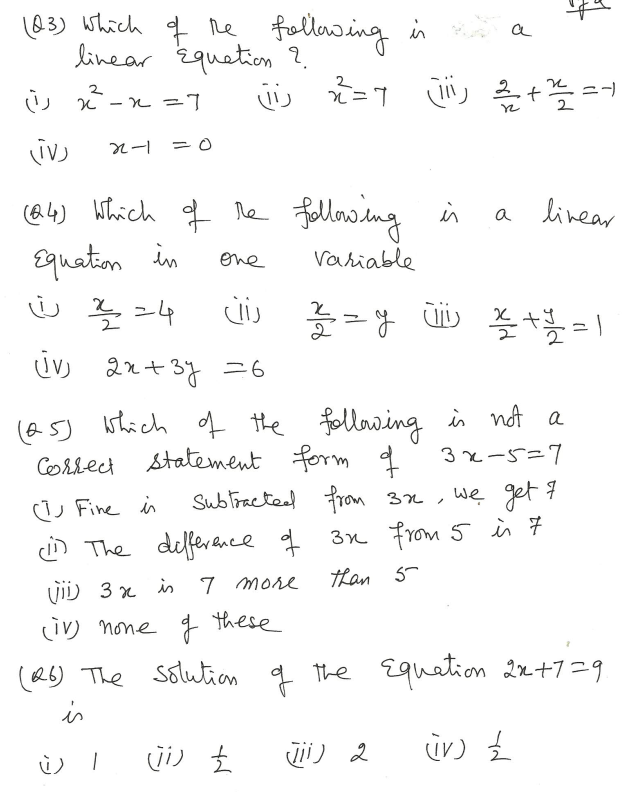 (Q3) Which of the following is a
linear Equation ?
(i) x² - x = 7 (ii) x² = 7 (iii) 2/x + x/2 = -1
(iv) x - 1 = 0
(Q4) Which of the following is a linear
Equation in one variable
(i) x/2 = 4 (ii) x/2 = y (iii) x/2 + y/2 = 1
(iv) 2x + 3y = 6
(Q5) Which of the following is not a
Correct statement form of 3x - 5 = 7
(i) Five is subtracted from 3x, we get 7
(ii) The difference of 3x from 5 is 7
(iii) 3x is 7 more than 5
(iv) none of these
(Q6) The solution of the Equation 2x + 7 = 9
is
(i) 1 (ii) 1/2 (iii) 2 (iv) 1/2